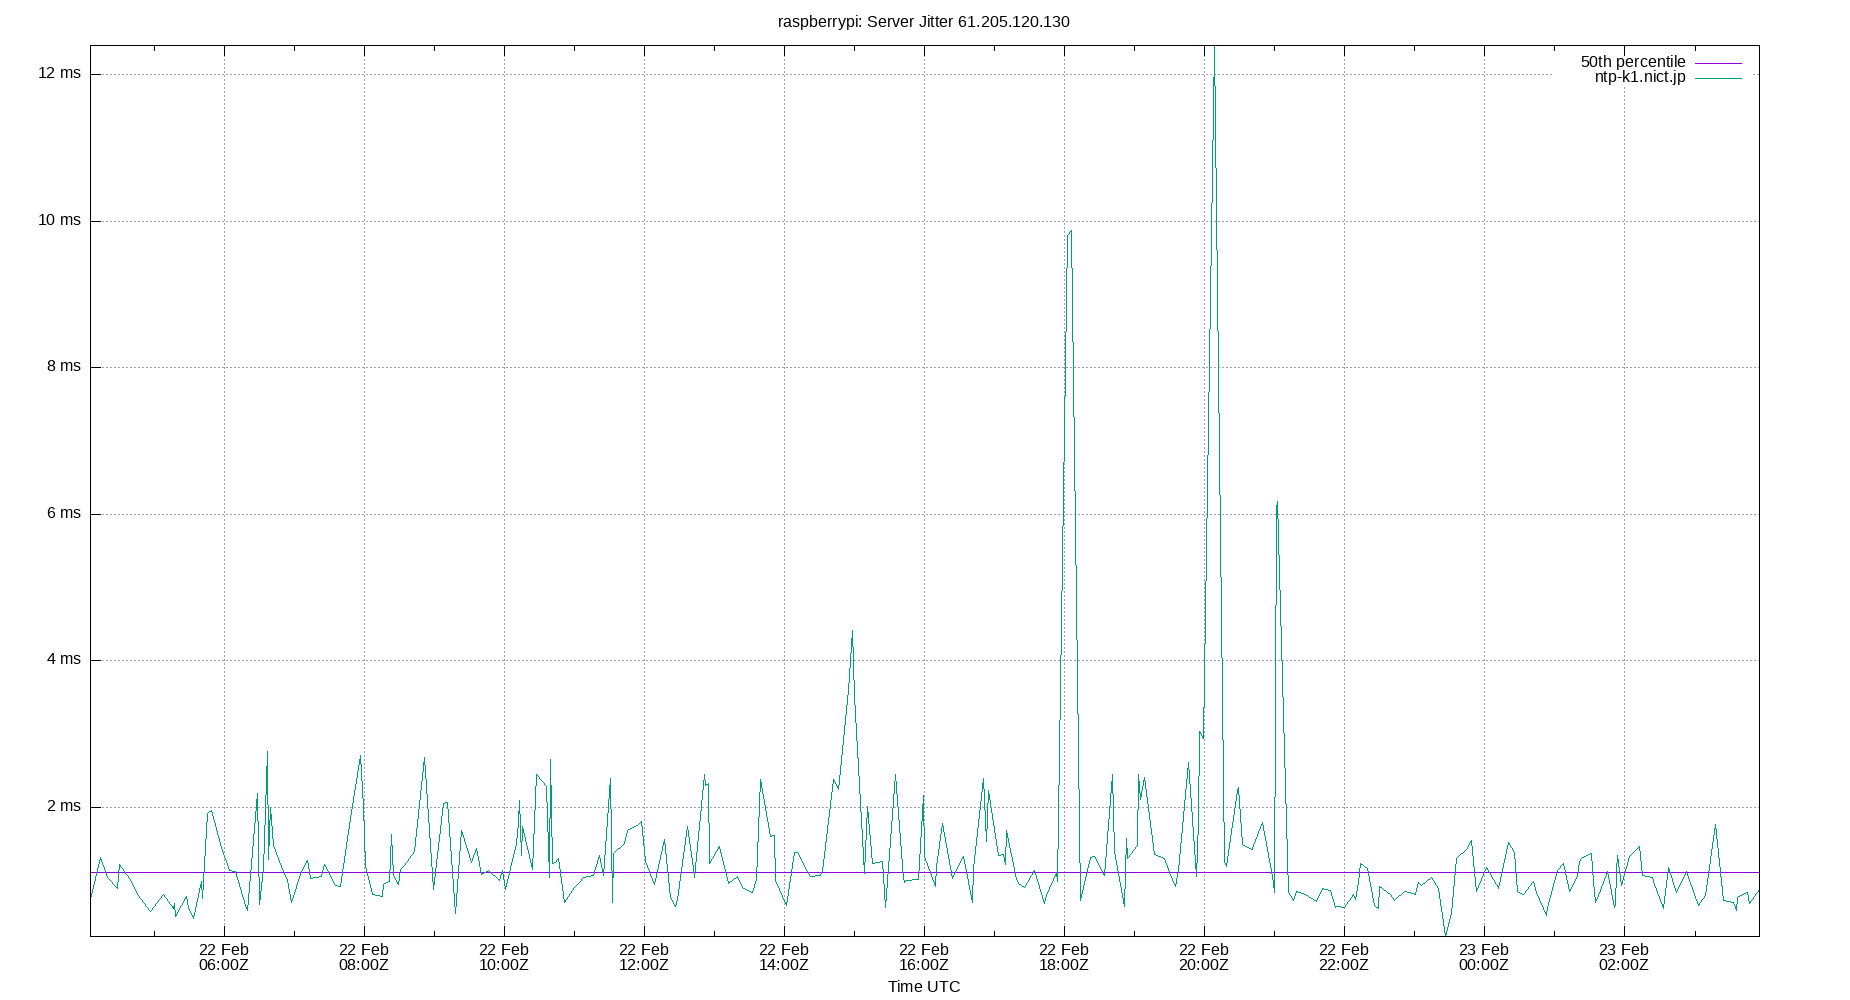 raspberrypi: Server Jitter 61.205.120.130
50th percentile
ntp-k1.nict.jp
12 ms
10 ms
8 ms
6 ms
4 ms
2 ms
22 Feb 22 Feb 22 Feb 22 Feb 22 Feb 22 Feb 22 Feb 22 Feb 22 Feb 23 Feb 23 Feb
06:00Z 08:00Z 10:00Z 12:00Z 14:00Z 16:00Z 18:00Z 20:00Z 22:00Z 00:00Z 02:00Z
Time UTC